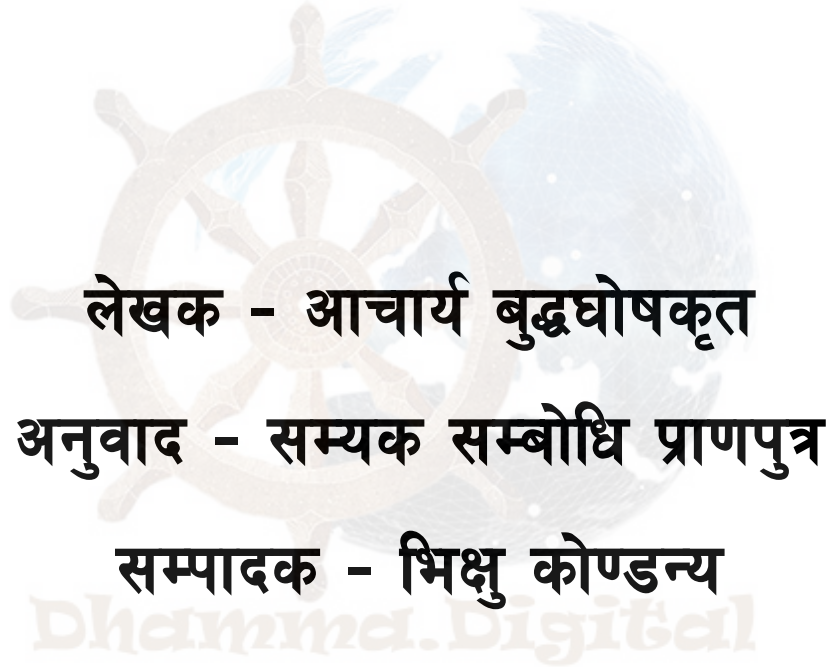 लेखक - आचार्य बुद्धघोषकृत
अनुवाद - सम्यक सम्बोधि प्राणपुत्र
सम्पादक - भिक्षु कोण्डन्य
Dhamma.Digital